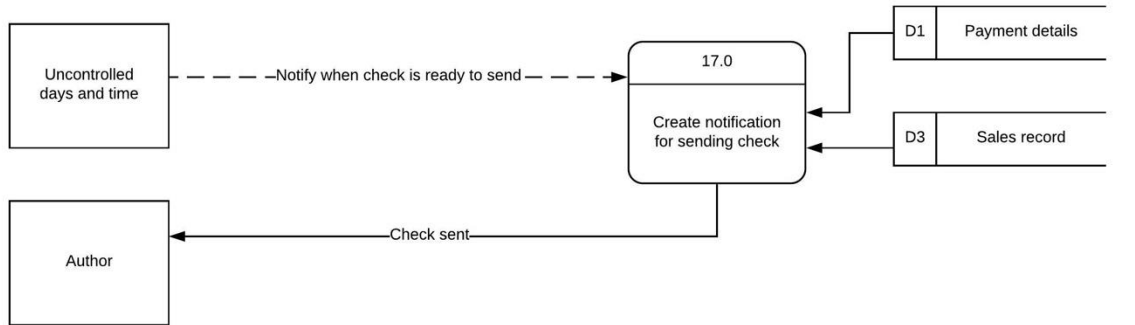 Uncontrolled
days and time
Notify when check is ready to send
17.0
Create notification
for sending check
D1
Payment details
D3
Sales record
Author
Check sent